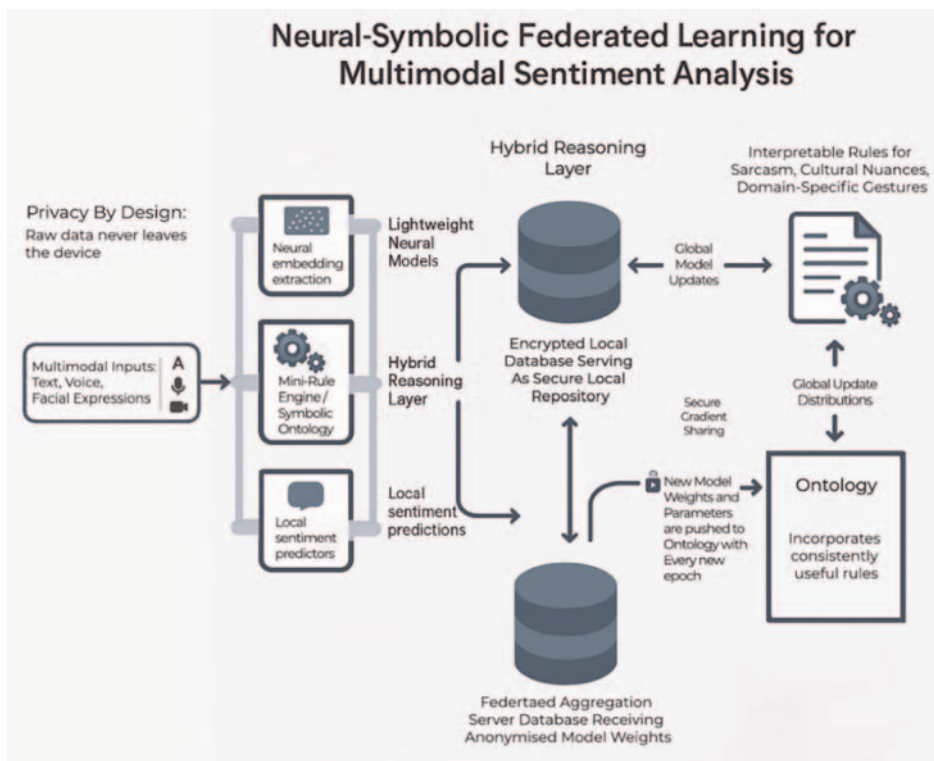 Neural-Symbolic Federated Learning for
Multimodal Sentiment Analysis
Privacy By Design:
Raw data never leaves
the device
Multimodal Inputs:
Text, Voice,
Facial Expressions
A
Neural
embedding
extraction
Mini-Rule
Engine /
Symbolic
Ontology
Local
sentiment
predictors
Lightweight
Neural
Models
Hybrid
Reasoning
Layer
Local
sentiment
predictions
Hybrid Reasoning
Layer
Encrypted Local
Database Serving
As Secure Local
Repository
Global
Model
Updates
Interpretable Rules for
Sarcasm, Cultural Nuances,
Domain-Specific Gestures
Global Update
Distributions
Secure
Gradient
Sharing
New Model
Weights and
Parameters
are pushed to
Ontology with
Every new
epoch
Ontology
Incorporates
consistently
useful rules
Federtaed Aggregation
Server Database Receiving
Anonymised Model Weights